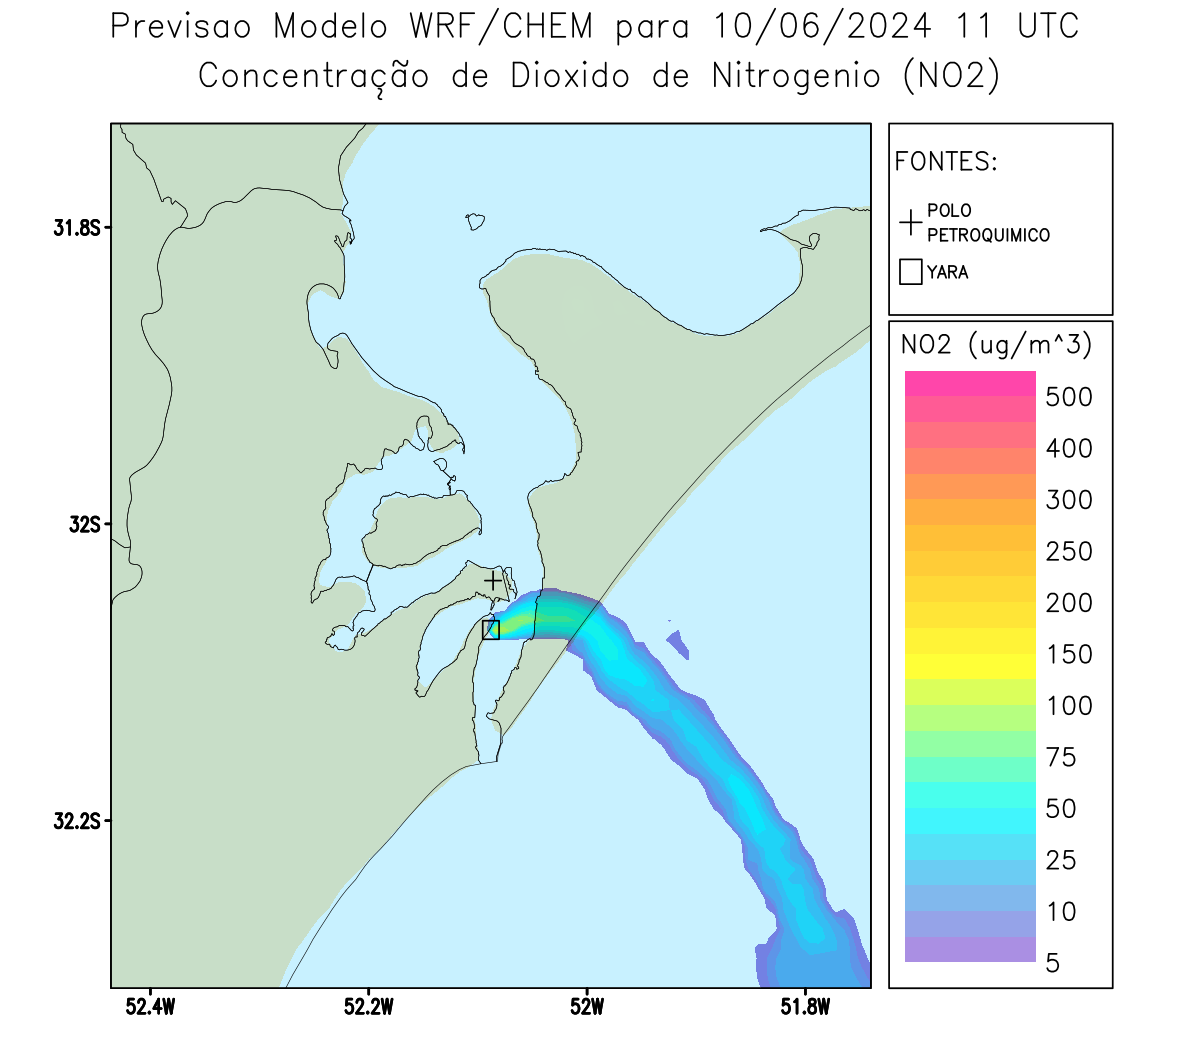 Previsao Modelo WRF/CHEM para 10/06/2024 11 UTC
Concentração de Dioxido de Nitrogenio (NO2)
FONTES:
POLO
PETROQUIMICO
YARA
31.8S
32S
32.2S
52.4W
52.2W
52W
51.8W
NO2 (ug/m^3)
500
400
300
250
200
150
100
75
50
25
10
5